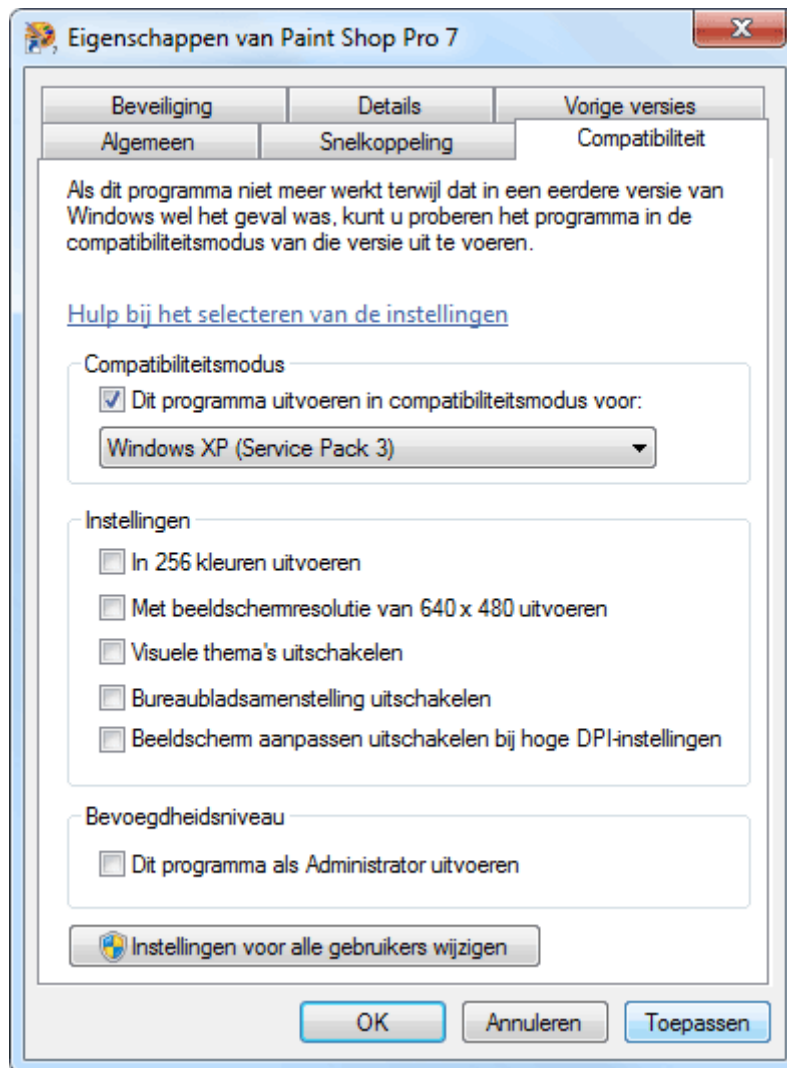 Eigenschappen van Paint Shop Pro 7
Beveiliging
Details
Vorige versies
Algemeen
Snelkoppeling
Compatibiliteit
Als dit programma niet meer werkt terwijl dat in een eerdere versie van
Windows wel het geval was, kunt u proberen het programma in de
compatibiliteitsmodus van die versie uit te voeren.
Hulp bij het selecteren van de instellingen
Compatibiliteitsmodus
Dit programma uitvoeren in compatibiliteitsmodus voor:
Windows XP (Service Pack 3)
Instellingen
In 256 kleuren uitvoeren
Met beeldschermresolutie van 640 x 480 uitvoeren
Visuele thema's uitschakelen
Bureaubladsamenstelling uitschakelen
Beeldscherm aanpassen uitschakelen bij hoge DPI-instellingen
Bevoegdheidsniveau
Dit programma als Administrator uitvoeren
Instellingen voor alle gebruikers wijzigen
OK
Annuleren
Toepassen